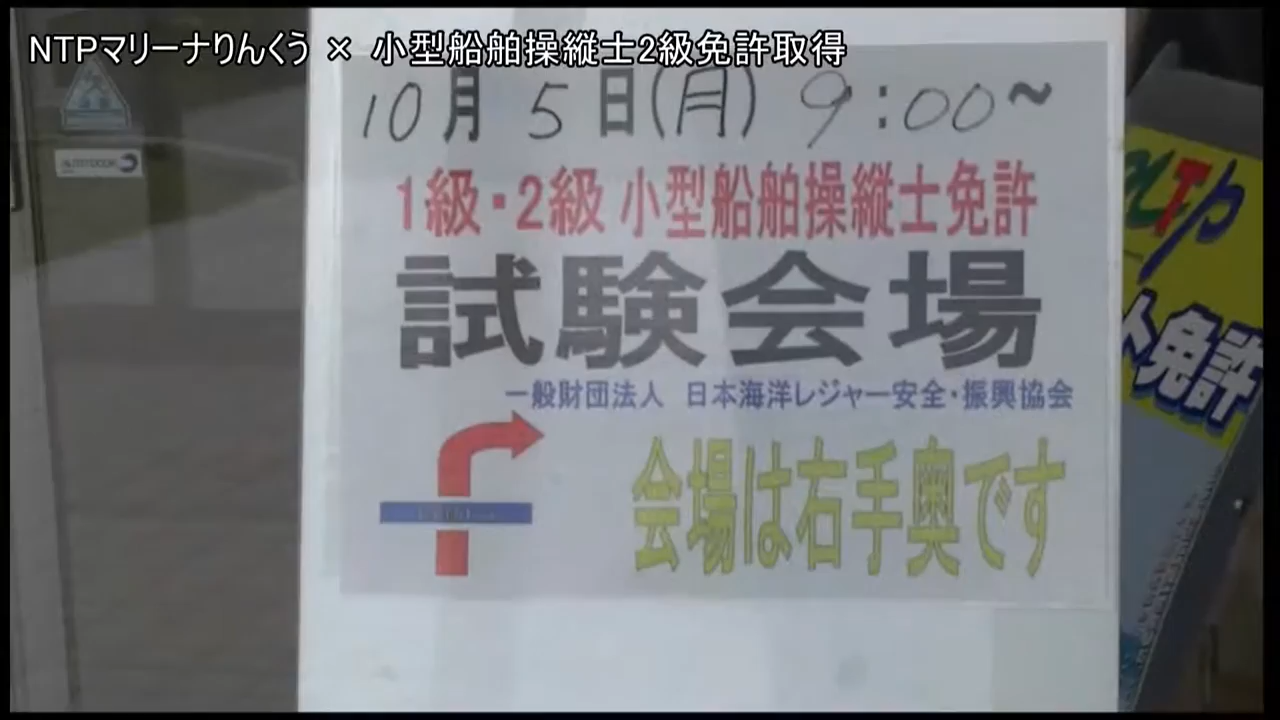 NTPマリーナりんくう × 小型船舶操縦士2級免許取得
10月 5日(月) 9:00~
1級・2級 小型船舶操縦士免許
試験会場
一般財団法人 日本海洋レジャー安全・振興協会
会場は右手奥です
NTP
ト免許